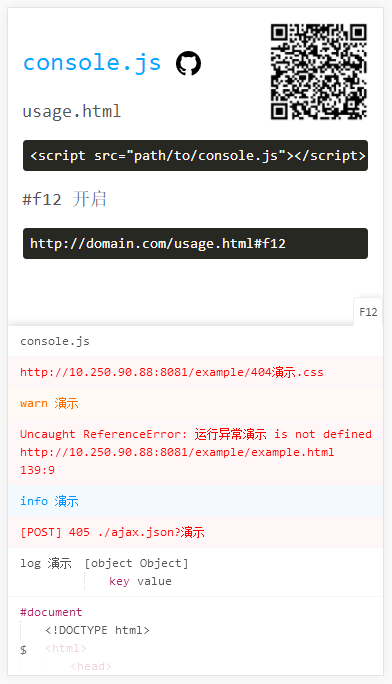 console.js
usage.html
<script src="path/to/console.js"></script>
#f12 开启
http://domain.com/usage.html#f12
F12
console.js
http://10.250.90.88:8081/example/404演示.css
warn 演示
Uncaught ReferenceError: 运行异常演示 is not defined
http://10.250.90.88:8081/example/example.html
139:9
info 演示
[POST] 405 ./ajax.json?演示
log 演示 [object Object]
key value
#document
<!DOCTYPE html>
$ <html>
<head>